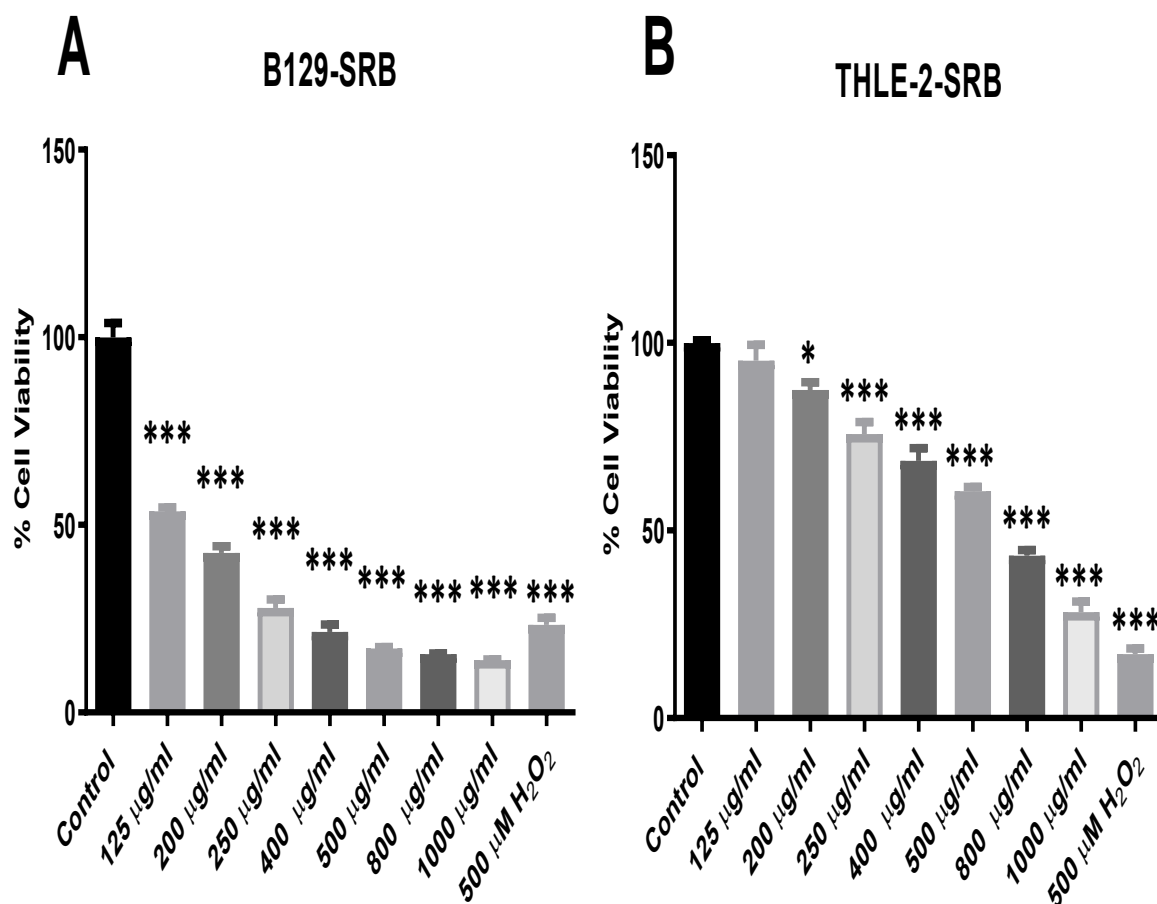 A
B129-SRB
% Cell Viability
150
100
50
0
***
***
***
***
***
***
***
***
Control
125 μg/ml
200 μg/ml
250 μg/ml
400 μg/ml
500 μg/ml
800 μg/ml
1000 μg/ml
500 μM H₂O₂
B
THLE-2-SRB
% Cell Viability
150
100
50
0
*
***
***
***
***
***
***
Control
125 μg/ml
200 μg/ml
250 μg/ml
400 μg/ml
500 μg/ml
800 μg/ml
1000 μg/ml
500 μM H₂O₂